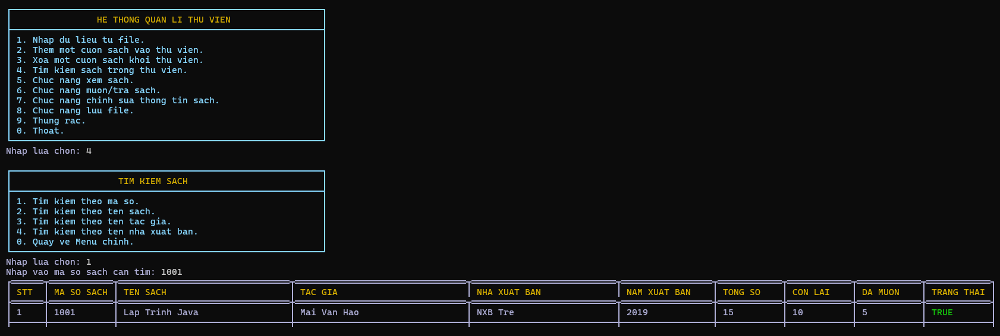 HE THONG QUAN LI THU VIEN
1. Nhap du lieu tu file.
2. Them mot cuon sach vao thu vien.
3. Xoa mot cuon sach khoi thu vien.
4. Tim kiem sach trong thu vien.
5. Chuc nang xem sach.
6. Chuc nang muon/tra sach.
7. Chuc nang chinh sua thong tin sach.
8. Chuc nang luu file.
9. Thung rac.
0. Thoat.
Nhap lua chon: 4
TIM KIEM SACH
1. Tim kiem theo ma so.
2. Tim kiem theo ten sach.
3. Tim kiem theo ten tac gia.
4. Tim kiem theo ten nha xuat ban.
0. Quay ve Menu chinh.
Nhap lua chon: 1
Nhap vao ma so sach can tim: 1001
STT MA SO SACH TEN SACH TAC GIA NHA XUAT BAN NAM XUAT BAN TONG SO CON LAI DA MUON TRANG THAI
1 1001 Lap Trinh Java Mai Van Hao NXB Tre 2019 15 10 5 TRUE